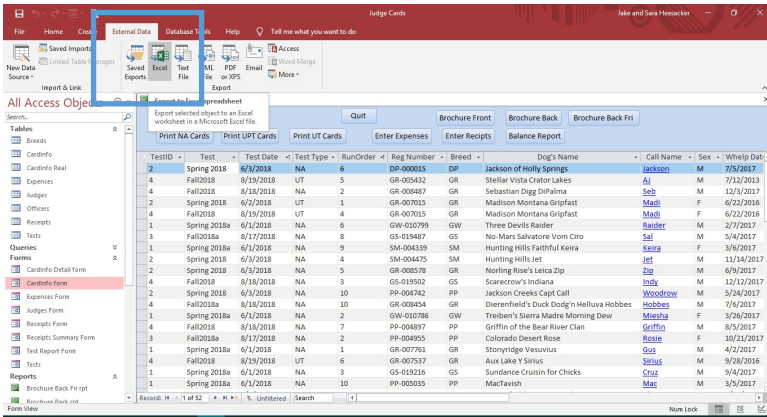 Judge Cards
Jake and Sara Heesacker
File Home External Data Database Help Tell me what you want to do
New Data Source
Saved Imports
Linked Table Manager
Import & Link
Saved Exports
Excel
Text File
File
PDF or XPS
Email
Access
Word Merge
More
Export
All Access Objects
Export selected object to an Excel
worksheet in a Microsoft Excel file.
Search...
Quit Brochure Front Brochure Back Brochure Back Fri
Print NA Cards Print UPT Cards Print UT Cards Enter Expenses Enter Recipts Balance Report
Tables
Breeds
CardInfo
CardInfo Real
Expenses
Judges
Officers
Receipts
Tests
Queries
Forms
CardInfo Detail form
CardInfo form
Expenses Form
Judges Form
Receipts Form
Receipts Summary Form
Test Report Form
Tests
Reports
Brochure Back Fri rpt
Brochure Back rpt
TestID Test Test Date Test Type RunOrder Reg Number Breed Dog's Name Call Name Sex Whelp Date
2 Spring 2018 6/3/2018 NA 6 DP-000015 DP Jackson of Holly Springs Jackson M 7/5/2017
4 Fall2018 8/19/2018 UT 5 GR-005432 GR Stellar Vista Crator Lakes AJ M 7/12/2013
4 Fall2018 8/18/2018 NA 2 GR-008487 GR Sebastian Digg DiPalma Seb M 12/3/2017
2 Spring 2018 6/2/2018 UT 1 GR-007015 GR Madison Montana Gripfast Madi F 6/22/2016
4 Fall2018 8/19/2018 UT 4 GR-007015 GR Madison Montana Gripfast Madi F 6/22/2016
1 Spring 2018a 6/1/2018 NA 6 GW-010799 GW Three Devils Raider Raider M 2/7/2017
3 Fall2018a 8/17/2018 NA 8 GS-019487 GS No-Mars Salvatore Vom Ciro Sal M 5/4/2017
1 Spring 2018a 6/1/2018 NA 9 SM-004339 SM Hunting Hills Faithful Keira Keira F 3/6/2017
2 Spring 2018 6/3/2018 NA 4 SM-004475 SM Hunting Hills Jet Jet M 11/14/2017
2 Spring 2018 6/3/2018 NA 5 GR-008578 GR Norling Rise's Leica Zip Zip M 6/9/2017
4 Fall2018 8/18/2018 NA 3 GS-019502 GS Scarecrow's Indiana Indy M 12/12/2017
2 Spring 2018 6/3/2018 NA 10 PP-004742 PP Jackson Creeks Capt Call Woodrow M 5/24/2017
4 Fall2018a 8/18/2018 NA 10 GR-008454 GR Dierenfield's Duck Dodg'n Helluva Hobbes Hobbes M 7/6/2017
1 Spring 2018a 6/1/2018 NA 2 GW-010786 GW Treiben's Sierra Madre Morning Dew Miesha F 3/26/2017
4 Fall2018 8/18/2018 NA 7 PP-004897 PP Griffin of the Bear River Clan Griffin M 8/5/2017
3 Fall2018a 8/17/2018 NA 2 PP-004955 PP Colorado Desert Rose Rosie F 10/21/2017
1 Spring 2018a 6/1/2018 NA 1 GR-007761 GR Stonyridge Vesuvius Gus M 4/2/2017
4 Fall2018 8/19/2018 UT 6 GR-007537 GR Aux Lake Y Sirius Sirius M 9/28/2016
1 Spring 2018a 6/1/2018 NA 3 GS-019216 GS Sundance Cruisin for Chicks Cruz M 9/4/2017
1 Spring 2018a 6/1/2018 NA 10 PP-005035 PP MacTavish Mac M 3/5/2017
Record: 1 of 52 Unfiltered Search
Form View
Num Lock